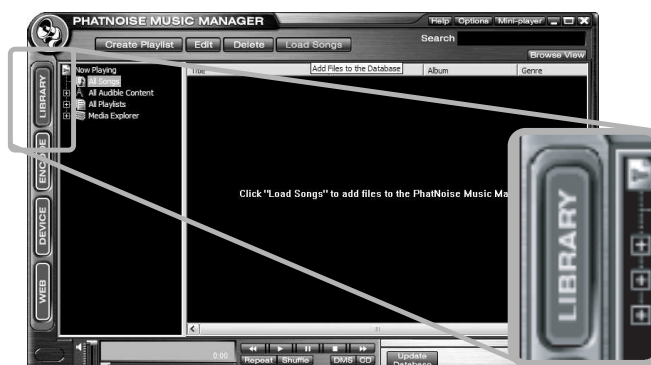 PHATNOISE MUSIC MANAGER
Help Options Mini-player
Create Playlist Edit Delete Load Songs
Search
Browse View
Now Playing
All Songs
All Audible Content
All Playlists
Media Explorer
Title Album Genre
Add Files to the Database
LIBRARY
ENCODE
DEVICE
WEB
Click "Load Songs" to add files to the PhatNoise Music Ma
LIBRARY
0:00
Repeat Shuffle DMS CD
Update
Database